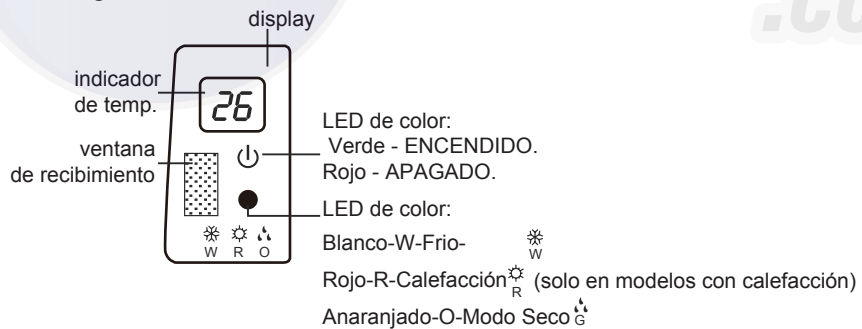 display
indicador
de temp.
26
ventana
de recibimiento
LED de color:
Verde - ENCENDIDO.
Rojo - APAGADO.
LED de color:
W R O
Blanco-W-Frio- W
Rojo-R-Calefacción R (solo en modelos con calefacción)
Anaranjado-O-Modo Seco G